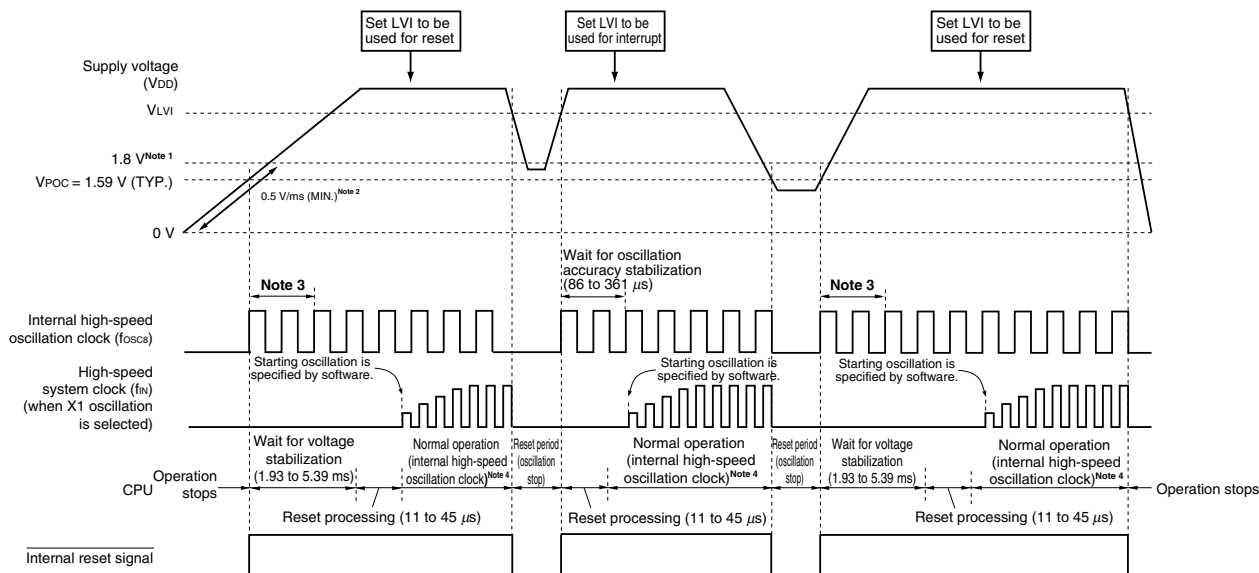 Set LVI to be
used for reset
Set LVI to be
used for interrupt
Set LVI to be
used for reset
Supply voltage
(VDD)
VLVI
1.8 V Note 1
VPOC = 1.59 V (TYP.)
0.5 V/ms (MIN.) Note 2
0 V
Wait for oscillation
accuracy stabilization
(86 to 361 μs)
Note 3
Note 3
Internal high-speed
oscillation clock (fOSC8)
Starting oscillation is
specified by software.
Starting oscillation is
specified by software.
Starting oscillation is
specified by software.
High-speed
system clock (fIN)
(when X1 oscillation
is selected)
Wait for voltage
stabilization
(1.93 to 5.39 ms)
Normal operation
(internal high-speed
oscillation clock) Note 4
Reset period
(oscillation
stop)
Normal operation
(internal high-speed
oscillation clock) Note 4
Reset period
(oscillation
stop)
Wait for voltage
stabilization
(1.93 to 5.39 ms)
Normal operation
(internal high-speed
oscillation clock) Note 4
CPU
Operation
stops
Operation stops
Reset processing (11 to 45 μs)
Reset processing (11 to 45 μs)
Reset processing (11 to 45 μs)
Internal reset signal